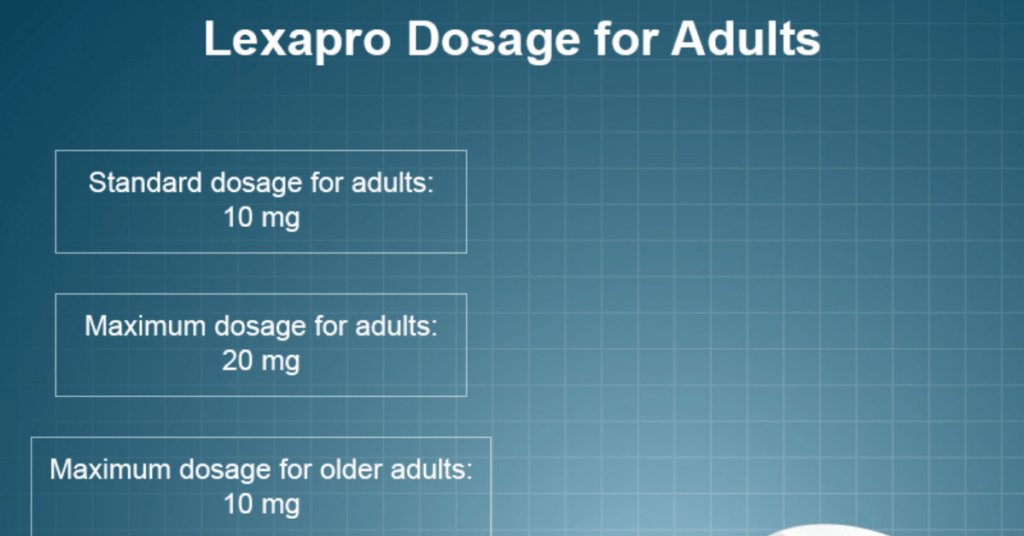 Lexapro Dosage for Adults
Standard dosage for adults:
10 mg
Maximum dosage for adults:
20 mg
Maximum dosage for older adults:
10 mg